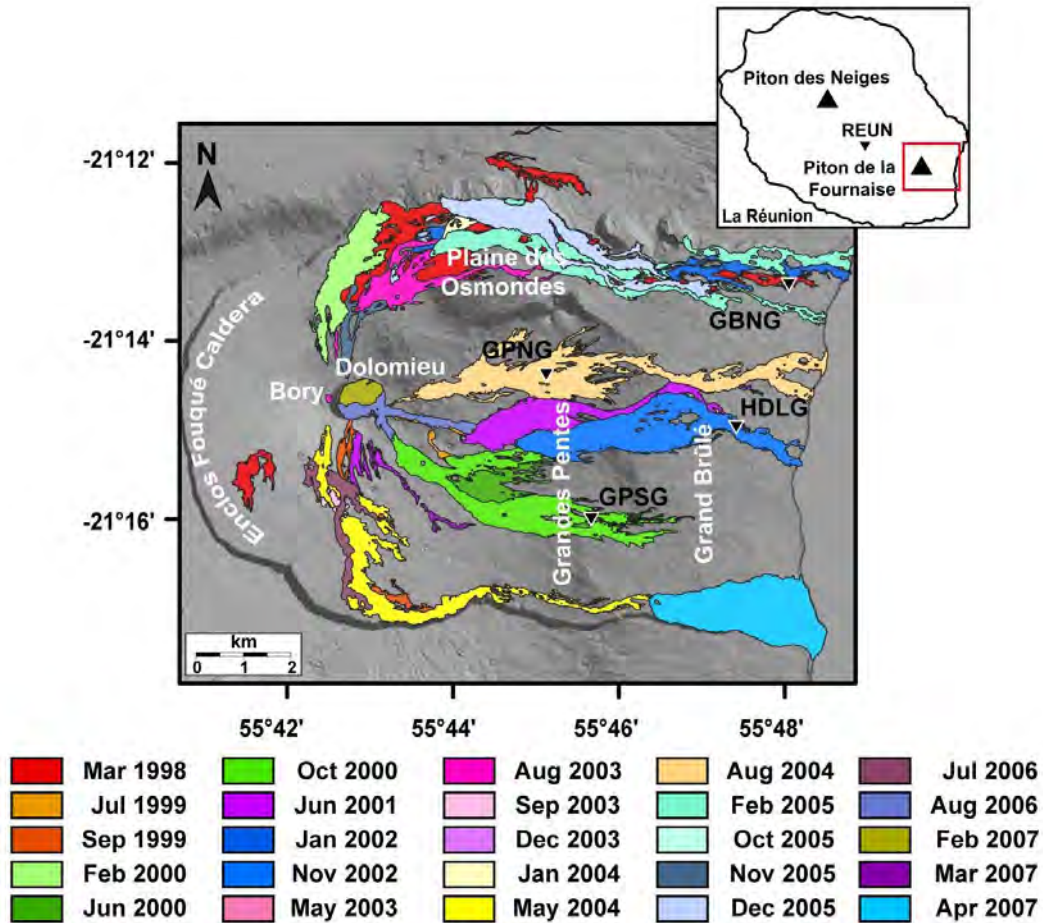 Piton des Neiges
REUN
Piton de la
Fournaise
La Réunion
-21°12'
N
Plaine des
Osmondes
-21°14'
GBNG
GPNG
Dolomieu
Bory
HDLG
Enclos Fouqué Caldera
Grandes Pentes
Grand Brûlé
GPSG
-21°16'
km
0 1 2
55°42' 55°44' 55°46' 55°48'
Mar 1998 Oct 2000 Aug 2003 Aug 2004 Jul 2006
Jul 1999 Jun 2001 Sep 2003 Feb 2005 Aug 2006
Sep 1999 Jan 2002 Dec 2003 Oct 2005 Feb 2007
Feb 2000 Nov 2002 Jan 2004 Nov 2005 Mar 2007
Jun 2000 May 2003 May 2004 Dec 2005 Apr 2007